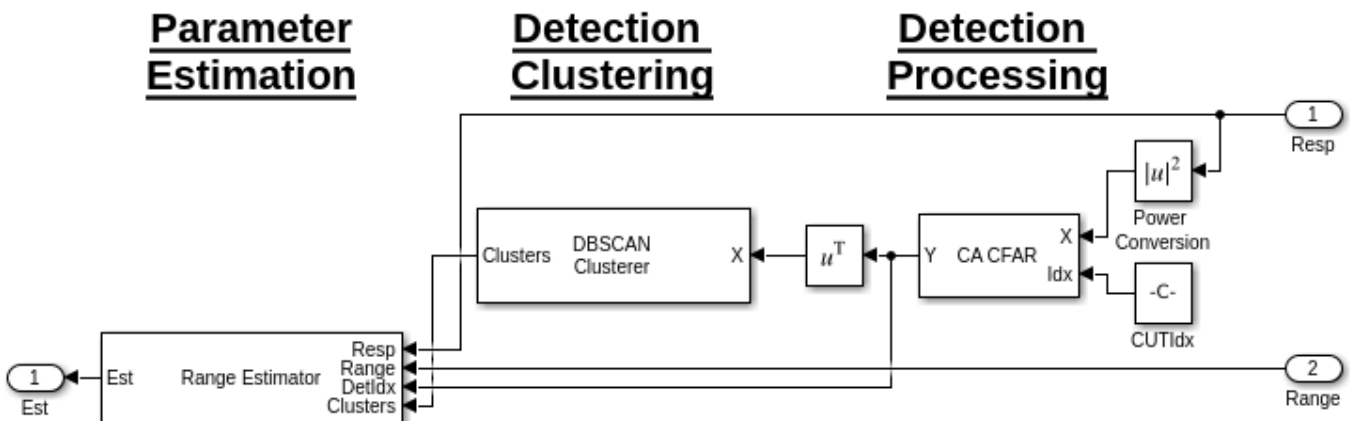 Parameter
Estimation
Detection
Clustering
Detection
Processing
1
Resp
|u|²
Power
Conversion
Clusters
DBSCAN
Clusterer
X
uᵀ
Y
CA CFAR
X
Idx
-C-
CUTIdx
1
Est
Est
Range Estimator
Resp
Range
DetIdx
Clusters
2
Range